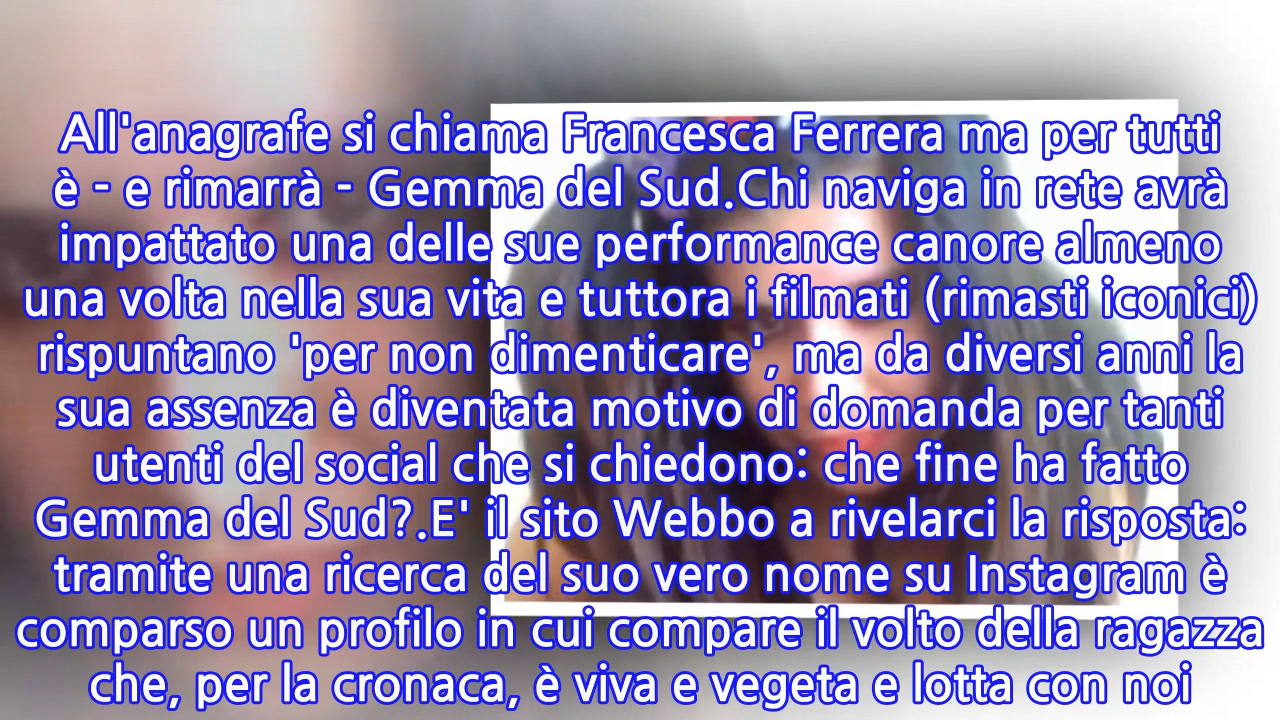 All'anagrafe si chiama Francesca Ferrera ma per tutti
è - e rimarrà - Gemma del Sud.Chi naviga in rete avrà
impattato una delle sue performance canore almeno
una volta nella sua vita e tuttora i filmati (rimasti iconici)
rispuntano 'per non dimenticare', ma da diversi anni la
sua assenza è diventata motivo di domanda per tanti
utenti del social che si chiedono: che fine ha fatto
Gemma del Sud?.E' il sito Webbo a rivelarci la risposta:
tramite una ricerca del suo vero nome su Instagram è
comparso un profilo in cui compare il volto della ragazza
che, per la cronaca, è viva e vegeta e lotta con noi